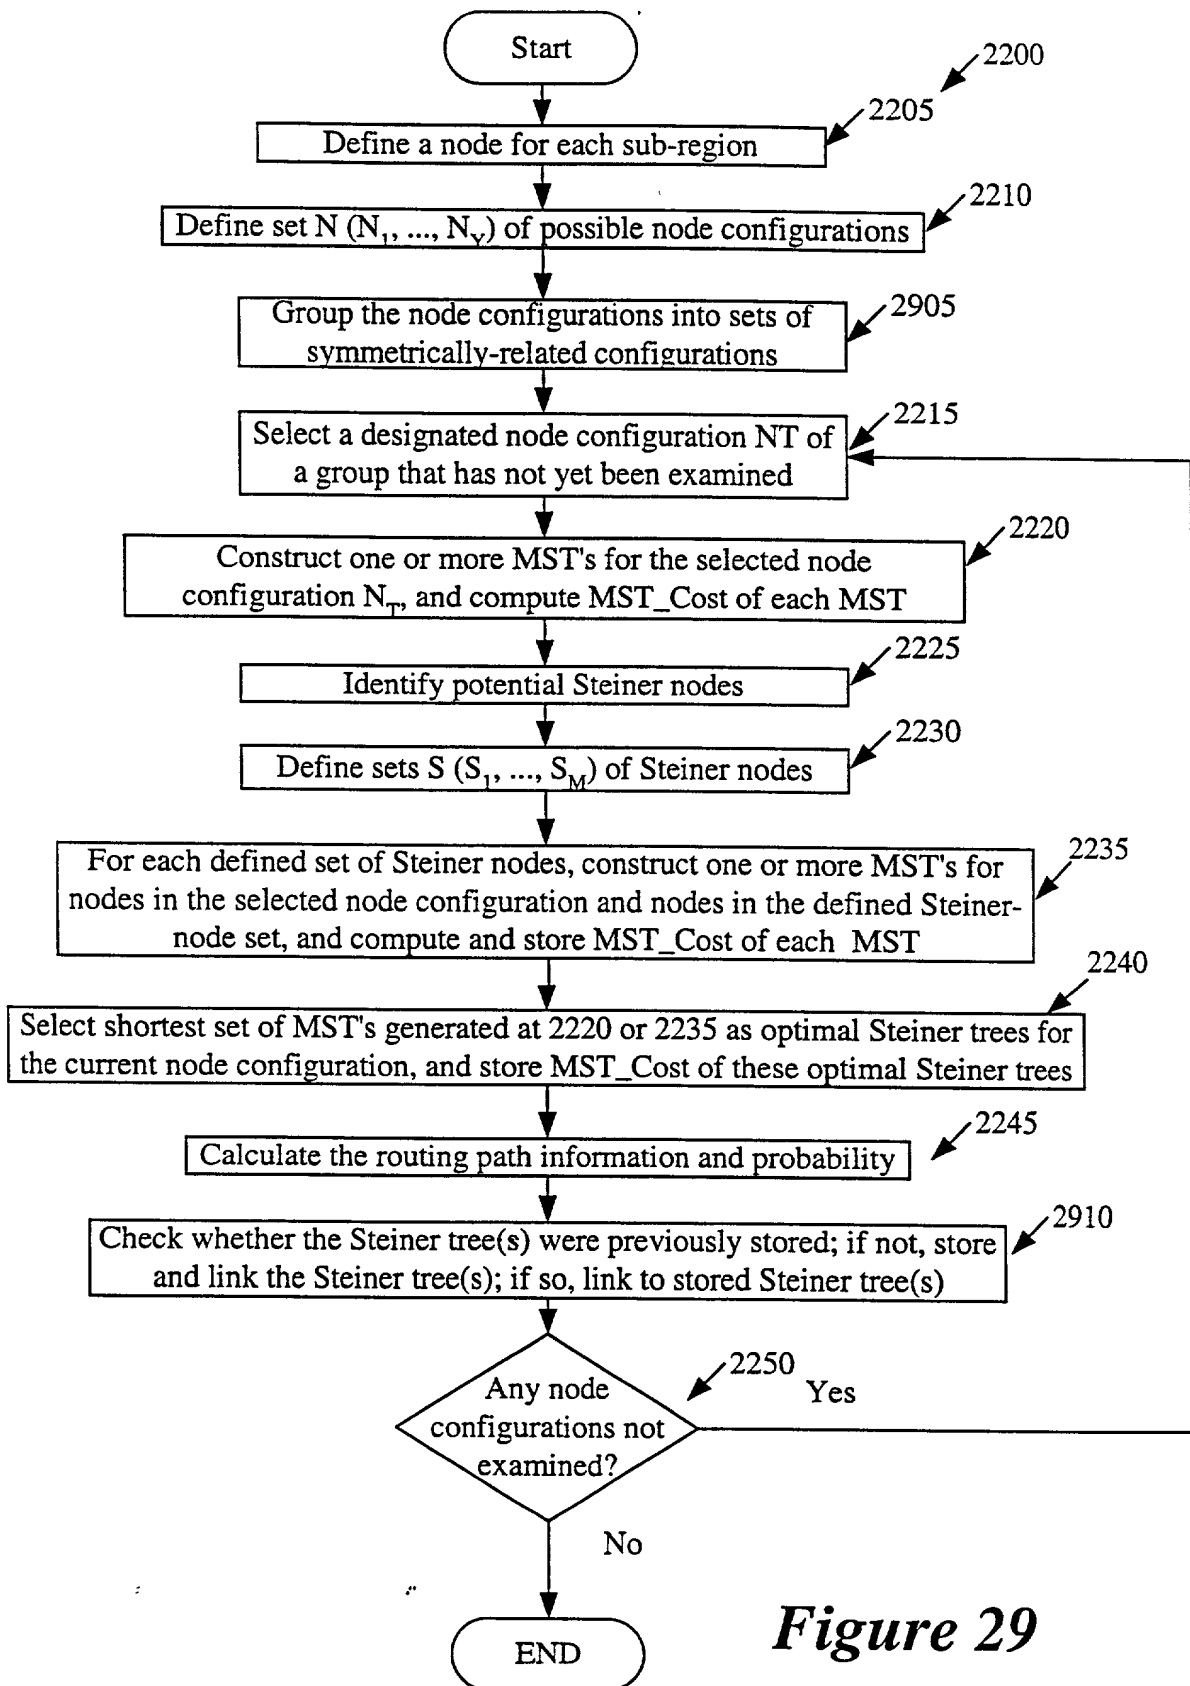 Start
2200
2205
Define a node for each sub-region
2210
Define set N (N₁, ..., N_Y) of possible node configurations
2905
Group the node configurations into sets of
symmetrically-related configurations
2215
Select a designated node configuration NT of
a group that has not yet been examined
2220
Construct one or more MST's for the selected node
configuration N_T, and compute MST_Cost of each MST
2225
Identify potential Steiner nodes
2230
Define sets S (S₁, ..., S_M) of Steiner nodes
2235
For each defined set of Steiner nodes, construct one or more MST's for
nodes in the selected node configuration and nodes in the defined Steiner-
node set, and compute and store MST_Cost of each MST
2240
Select shortest set of MST's generated at 2220 or 2235 as optimal Steiner trees for
the current node configuration, and store MST_Cost of these optimal Steiner trees
2245
Calculate the routing path information and probability
2910
Check whether the Steiner tree(s) were previously stored; if not, store
and link the Steiner tree(s); if so, link to stored Steiner tree(s)
2250
Yes
Any node
configurations not
examined?
No
END
Figure 29